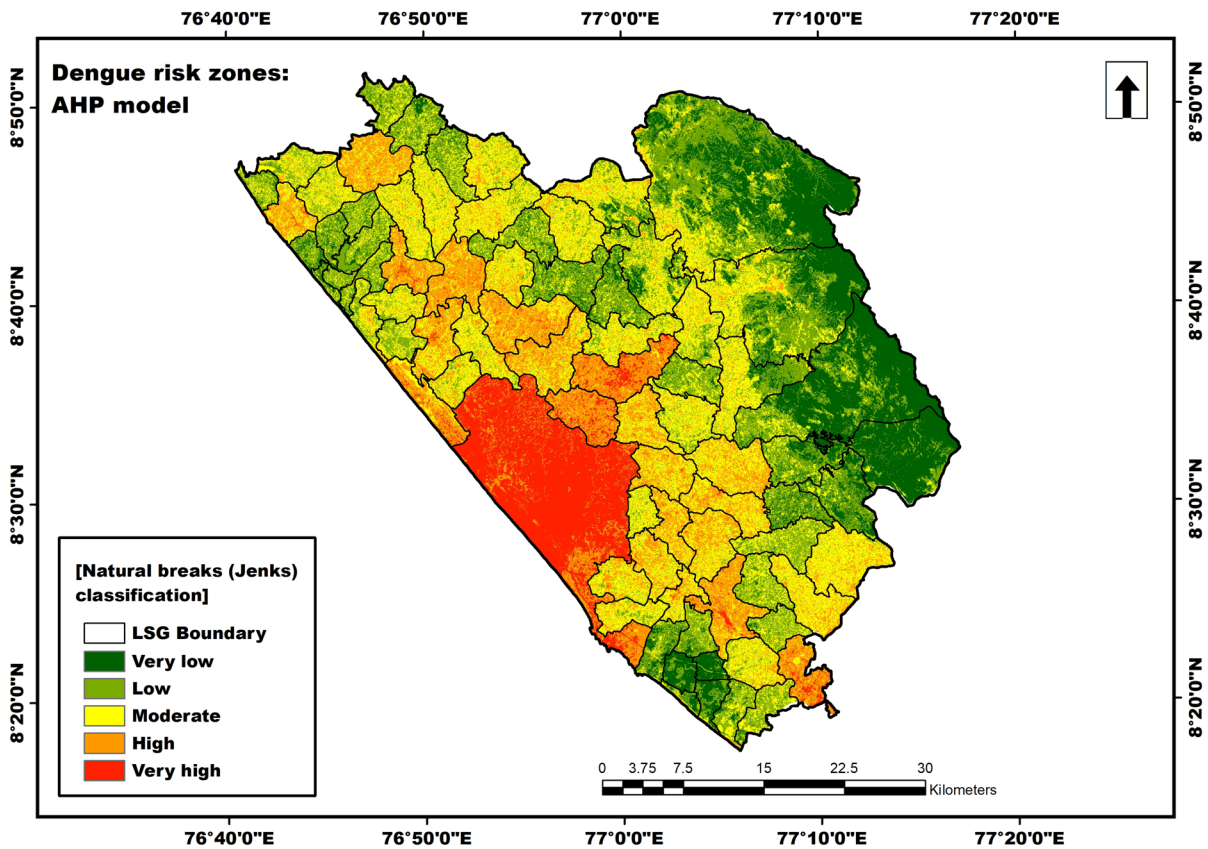 76°40'0"E 76°50'0"E 77°0'0"E 77°10'0"E 77°20'0"E
Dengue risk zones:
AHP model
8°50'0"N
8°40'0"N
8°30'0"N
8°20'0"N
8°50'0"N
8°40'0"N
8°30'0"N
8°20'0"N
[Natural breaks (Jenks)
classification]
LSG Boundary
Very low
Low
Moderate
High
Very high
0 3.75 7.5 15 22.5 30
Kilometers
76°40'0"E 76°50'0"E 77°0'0"E 77°10'0"E 77°20'0"E